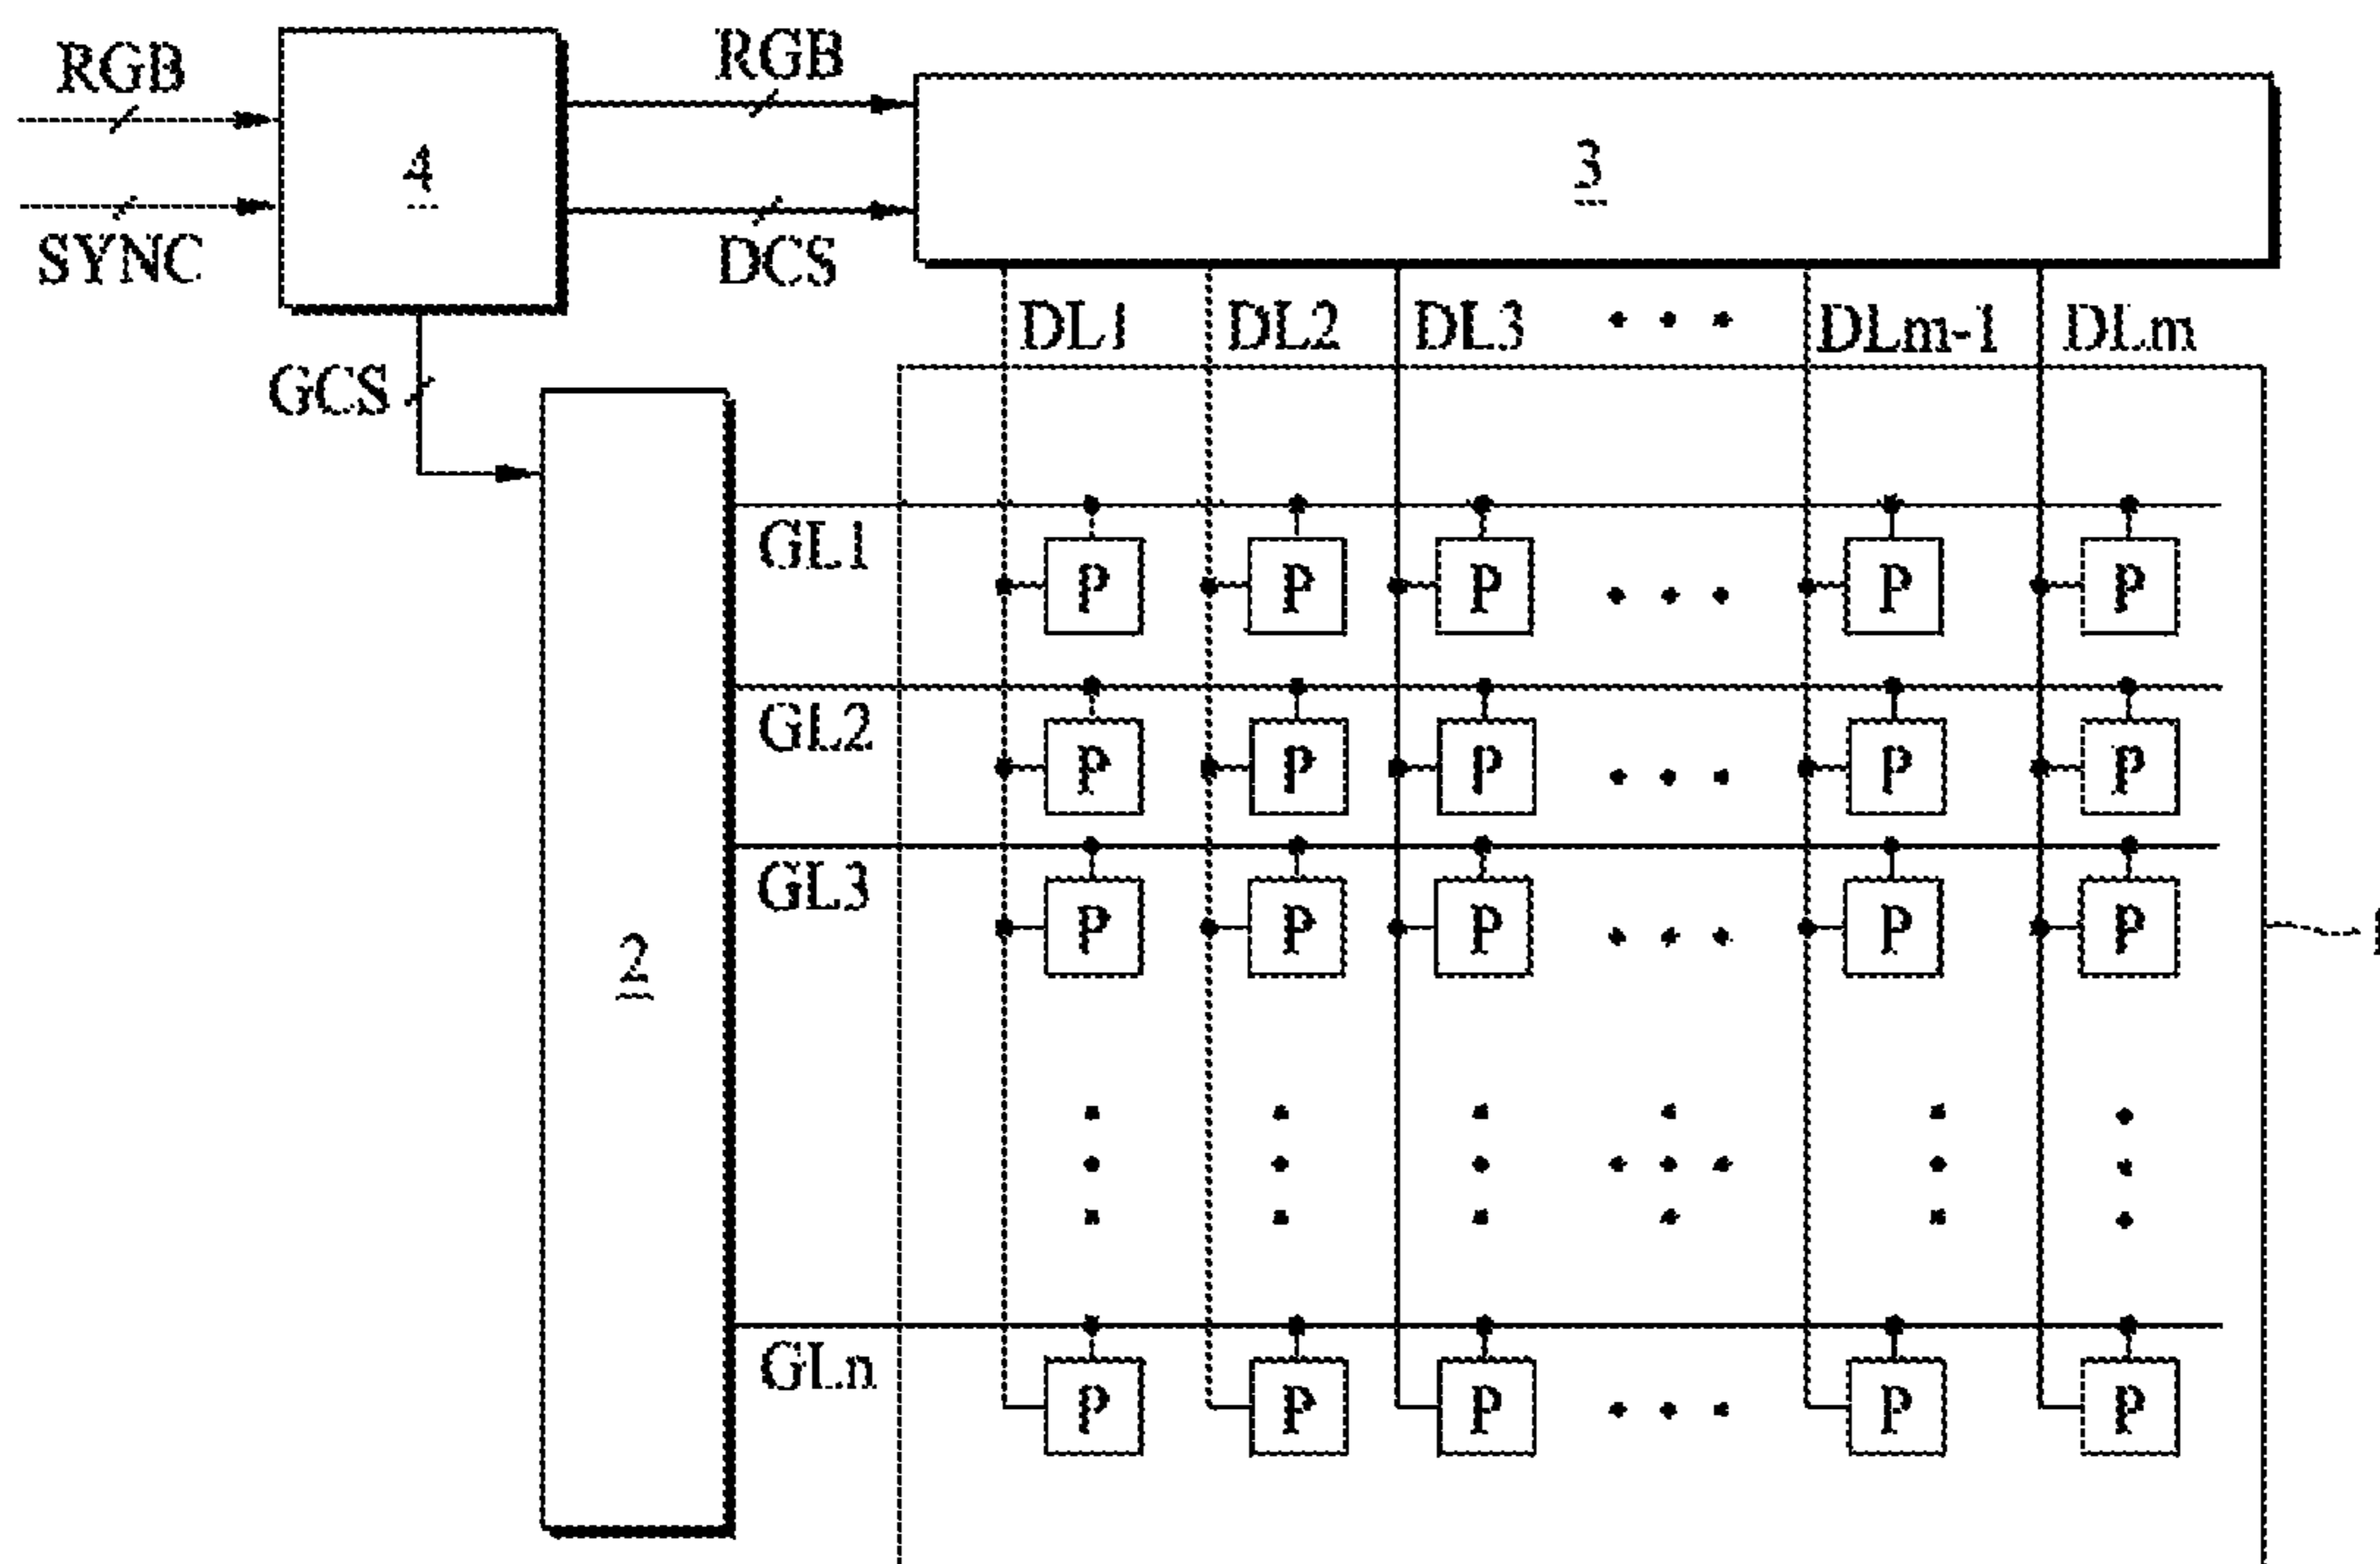 RGB
RGB
4
3
SYNC
DCS
DL1 DL2 DL3 • • • DLm-1 DLm
GCS
GL1
P P P • • • P P
GL2
P P P • • • P P
GL3
P P P • • • P P
2
GLn
P P P • • • P P